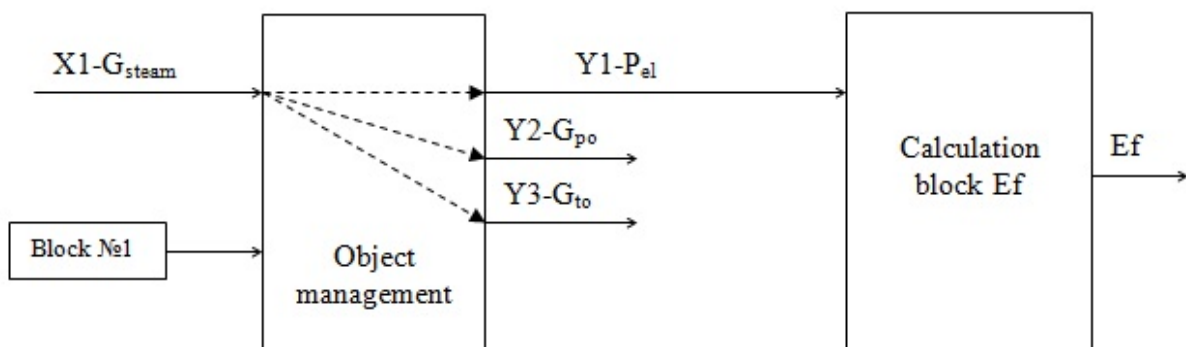 X1-Gsteam
Y1-Pel
Y2-Gpo
Y3-Gto
Block №1
Object
management
Calculation
block Ef
Ef